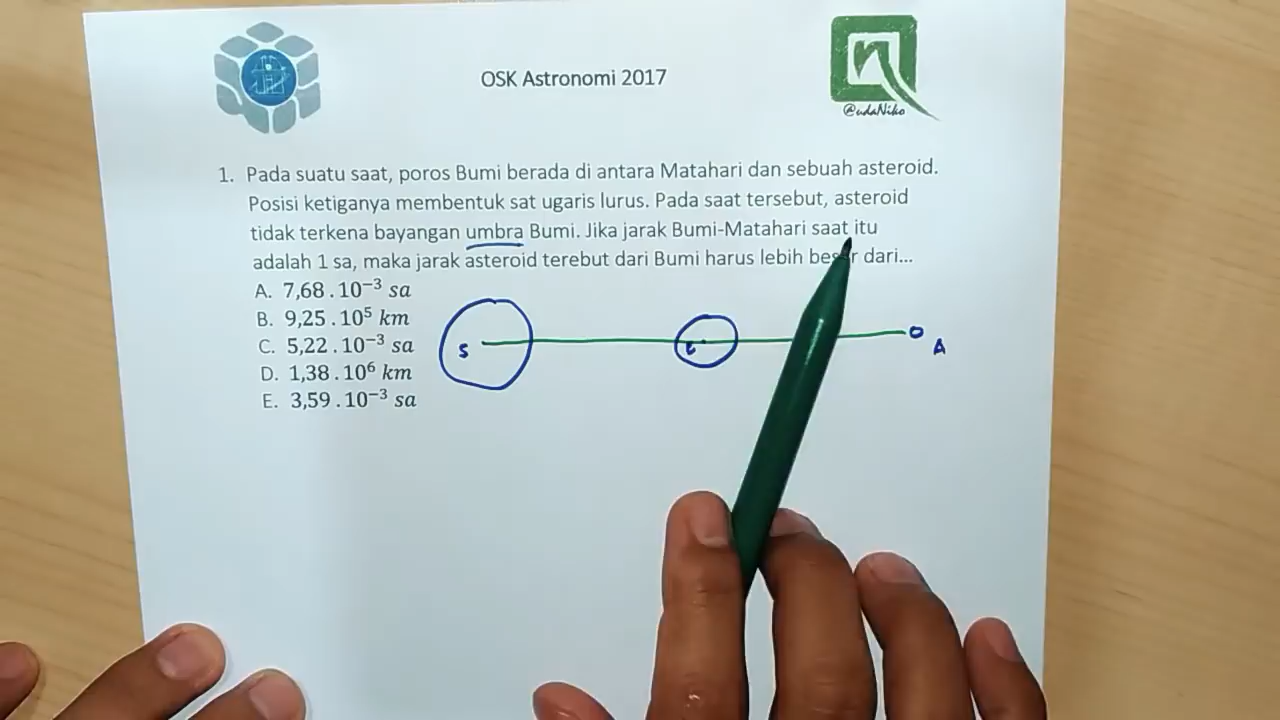 OSK Astronomi 2017
@udaNiko
1. Pada suatu saat, poros Bumi berada di antara Matahari dan sebuah asteroid.
Posisi ketiganya membentuk sat ugaris lurus. Pada saat tersebut, asteroid
tidak terkena bayangan umbra Bumi. Jika jarak Bumi-Matahari saat itu
adalah 1 sa, maka jarak asteroid terebut dari Bumi harus lebih besar dari...
A. 7,68 . 10⁻³ sa
B. 9,25 . 10⁵ km
C. 5,22 . 10⁻³ sa
D. 1,38 . 10⁶ km
E. 3,59 . 10⁻³ sa
S
A